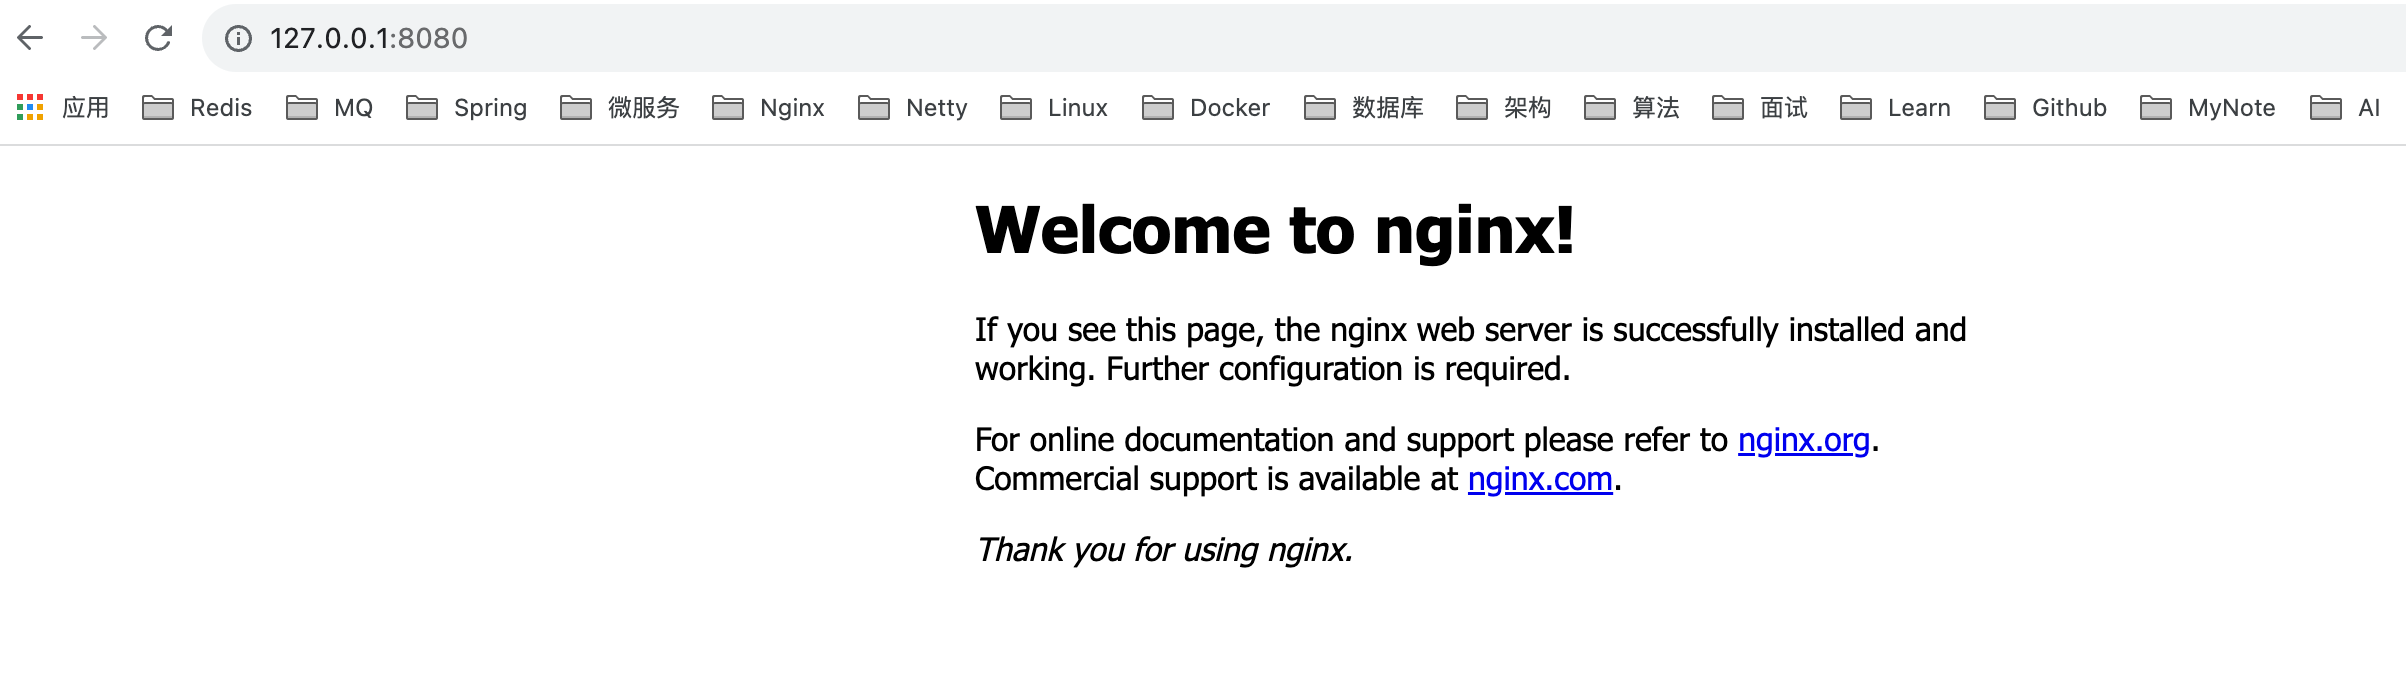 127.0.0.1:8080
应用 Redis MQ Spring 微服务 Nginx Netty Linux Docker 数据库 架构 算法 面试 Learn Github MyNote AI
Welcome to nginx!
If you see this page, the nginx web server is successfully installed and
working. Further configuration is required.
For online documentation and support please refer to nginx.org.
Commercial support is available at nginx.com.
Thank you for using nginx.